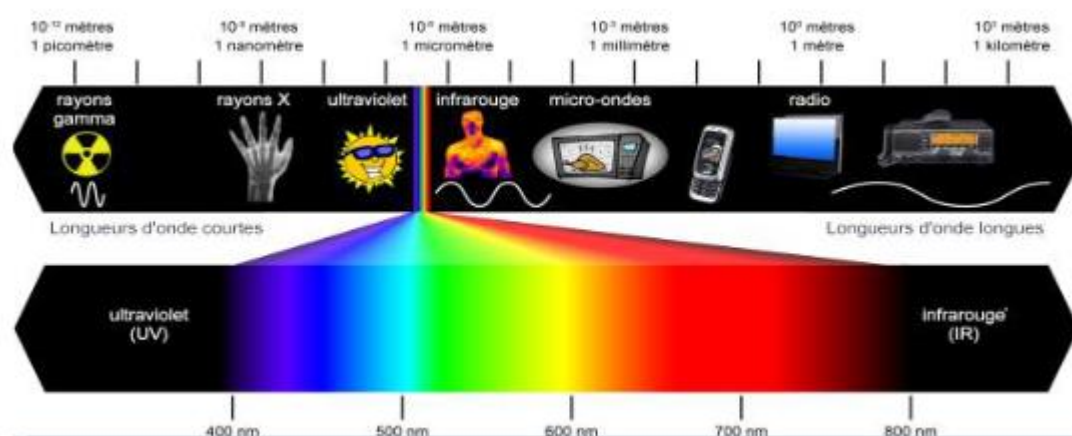 10⁻¹² mètres
1 picomètre
10⁻⁹ mètres
1 nanomètre
10⁻⁶ mètres
1 micromètre
10⁻³ mètres
1 millimètre
10⁰ mètres
1 mètre
10³ mètres
1 kilomètre
rayons
gamma
rayons X
ultraviolet
infrarouge
micro-ondes
radio
Longueurs d'onde courtes
Longueurs d'onde longues
ultraviolet
(UV)
infrarouge'
(IR)
400 nm
500 nm
600 nm
700 nm
800 nm